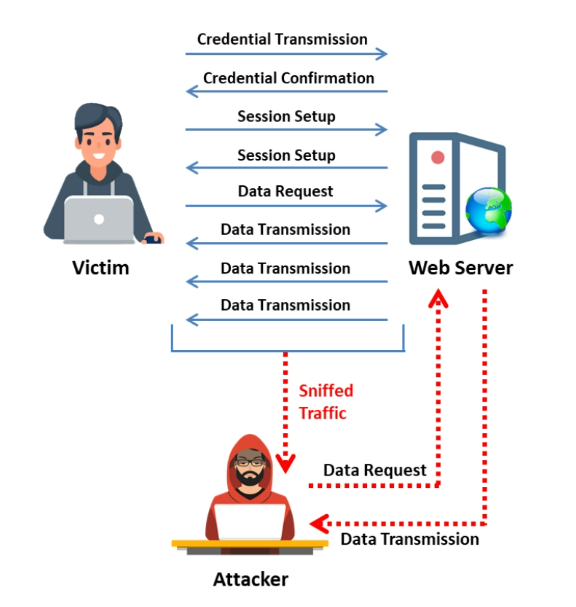 Credential Transmission
Credential Confirmation
Session Setup
Session Setup
Data Request
Data Transmission
Data Transmission
Data Transmission
Victim
Web Server
Sniffed
Traffic
Data Request
Data Transmission
Attacker